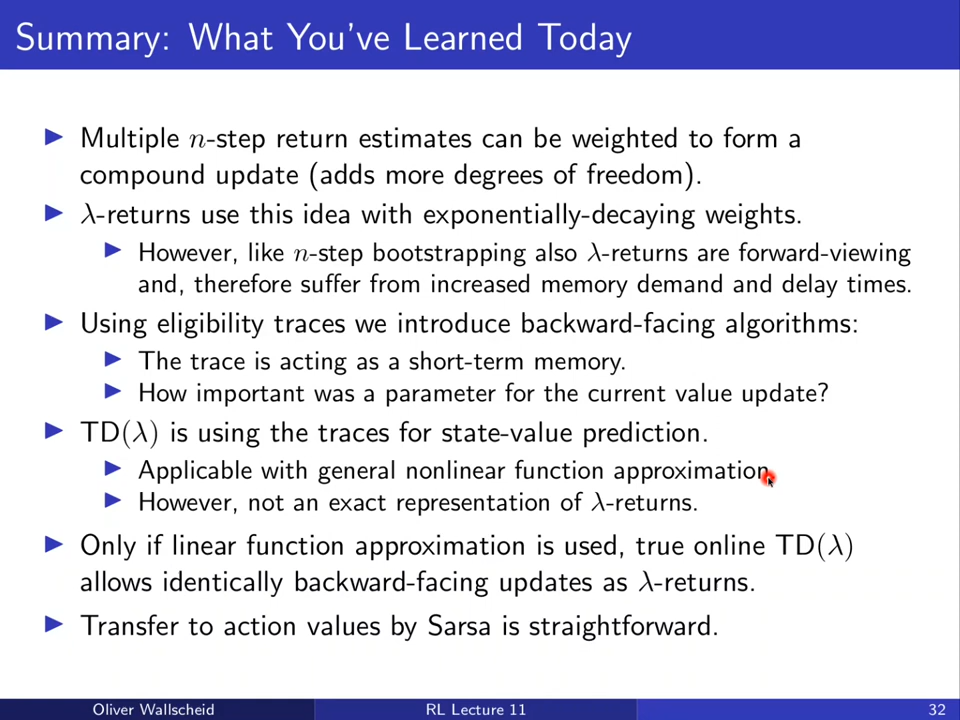 Summary: What You've Learned Today
▶ Multiple n-step return estimates can be weighted to form a
compound update (adds more degrees of freedom).
▶ λ-returns use this idea with exponentially-decaying weights.
▶ However, like n-step bootstrapping also λ-returns are forward-viewing
and, therefore suffer from increased memory demand and delay times.
▶ Using eligibility traces we introduce backward-facing algorithms:
▶ The trace is acting as a short-term memory.
▶ How important was a parameter for the current value update?
▶ TD(λ) is using the traces for state-value prediction.
▶ Applicable with general nonlinear function approximation.
▶ However, not an exact representation of λ-returns.
▶ Only if linear function approximation is used, true online TD(λ)
allows identically backward-facing updates as λ-returns.
▶ Transfer to action values by Sarsa is straightforward.
Oliver Wallscheid RL Lecture 11 32